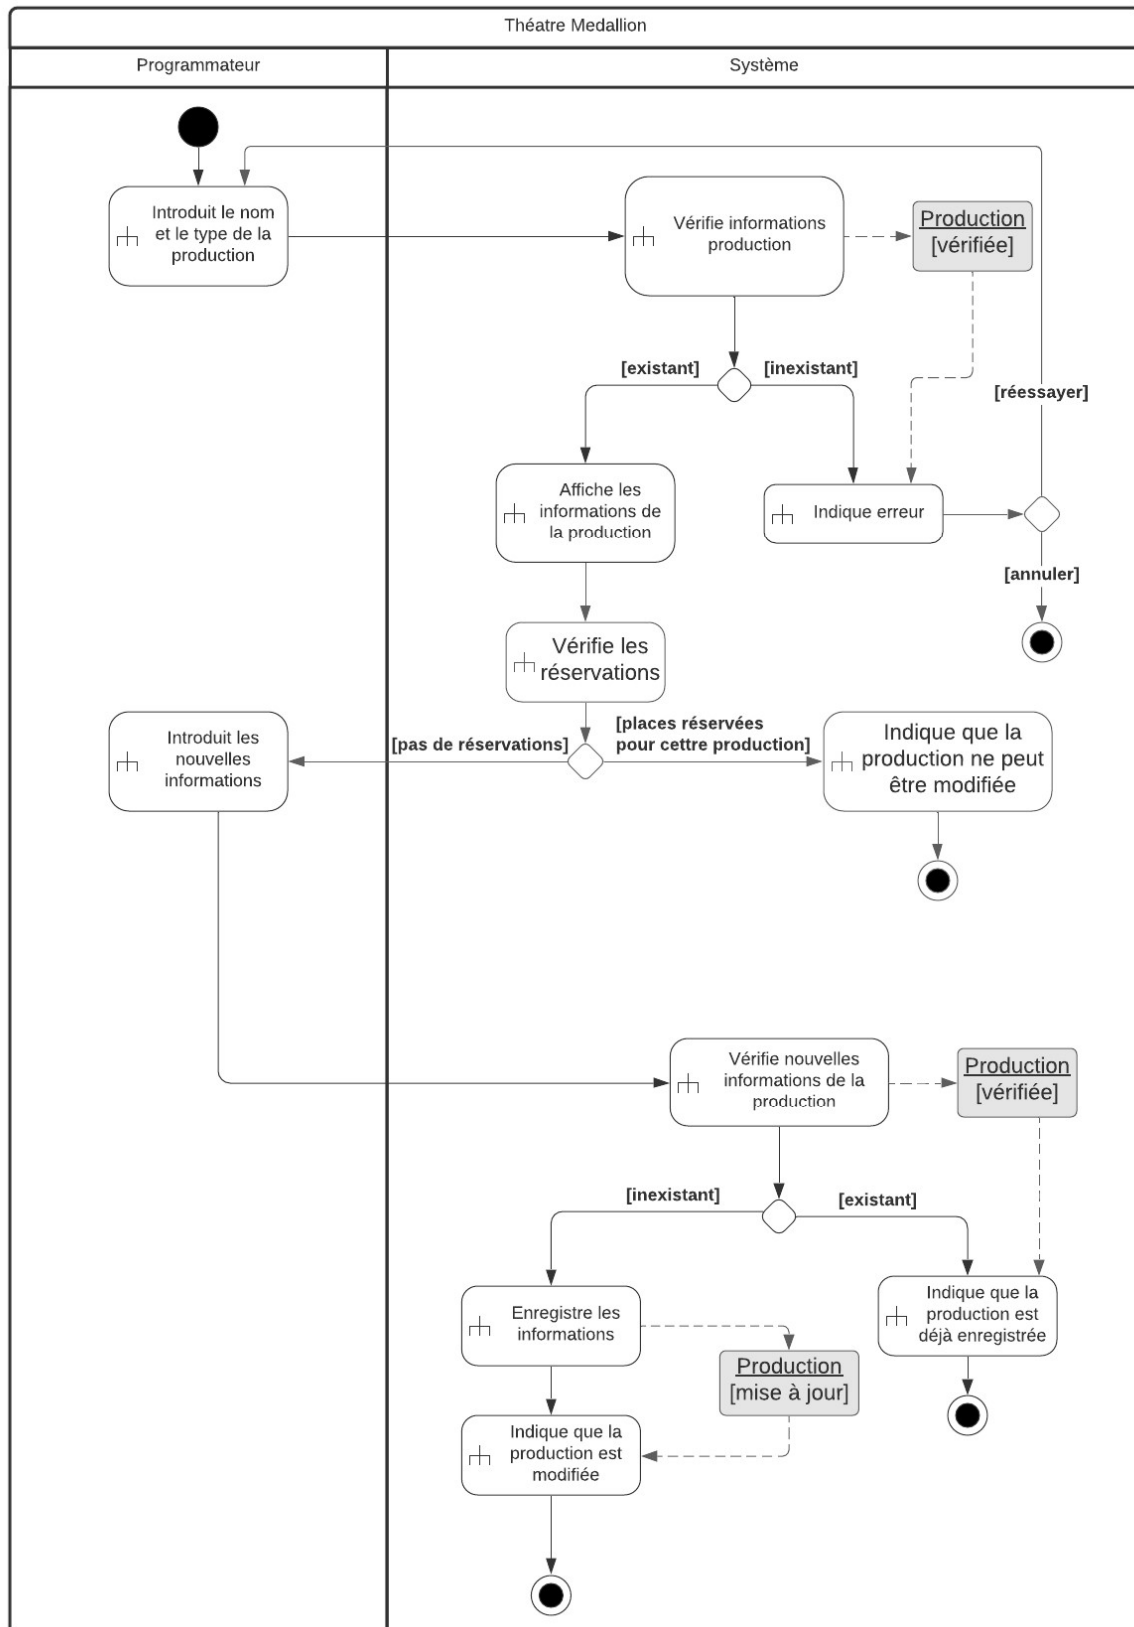 Théatre Medallion
Programmateur
Système
Introduit le nom
et le type de la
production
Vérifie informations
production
Production
[vérifiée]
[existant]
[inexistant]
[réessayer]
Affiche les
informations de
la production
Indique erreur
[annuler]
Vérifie les
réservations
Introduit les
nouvelles
informations
[pas de réservations]
[places réservées
pour cettre production]
Indique que la
production ne peut
être modifiée
Vérifie nouvelles
informations de la
production
Production
[vérifiée]
[inexistant]
[existant]
Enregistre les
informations
Indique que la
production est
déjà enregistrée
Production
[mise à jour]
Indique que la
production est
modifiée